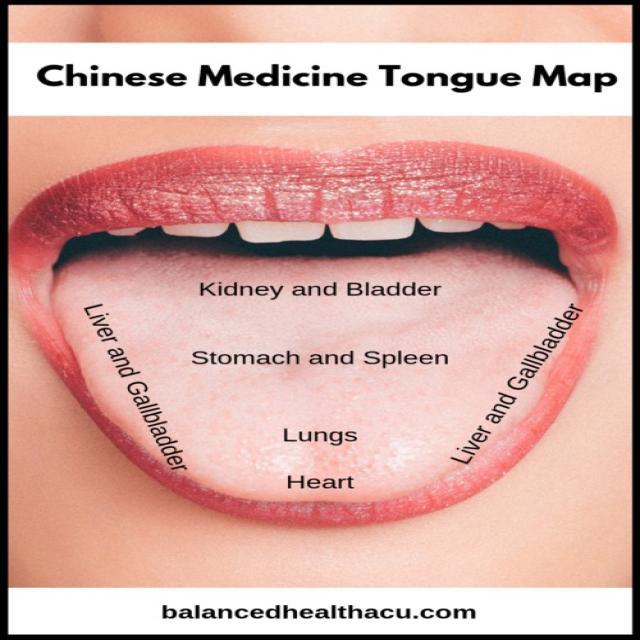 Chinese Medicine Tongue Map
Kidney and Bladder
Liver and Gallbladder
Liver and Gallbladder
Stomach and Spleen
Lungs
Heart
balancedhealthacu.com